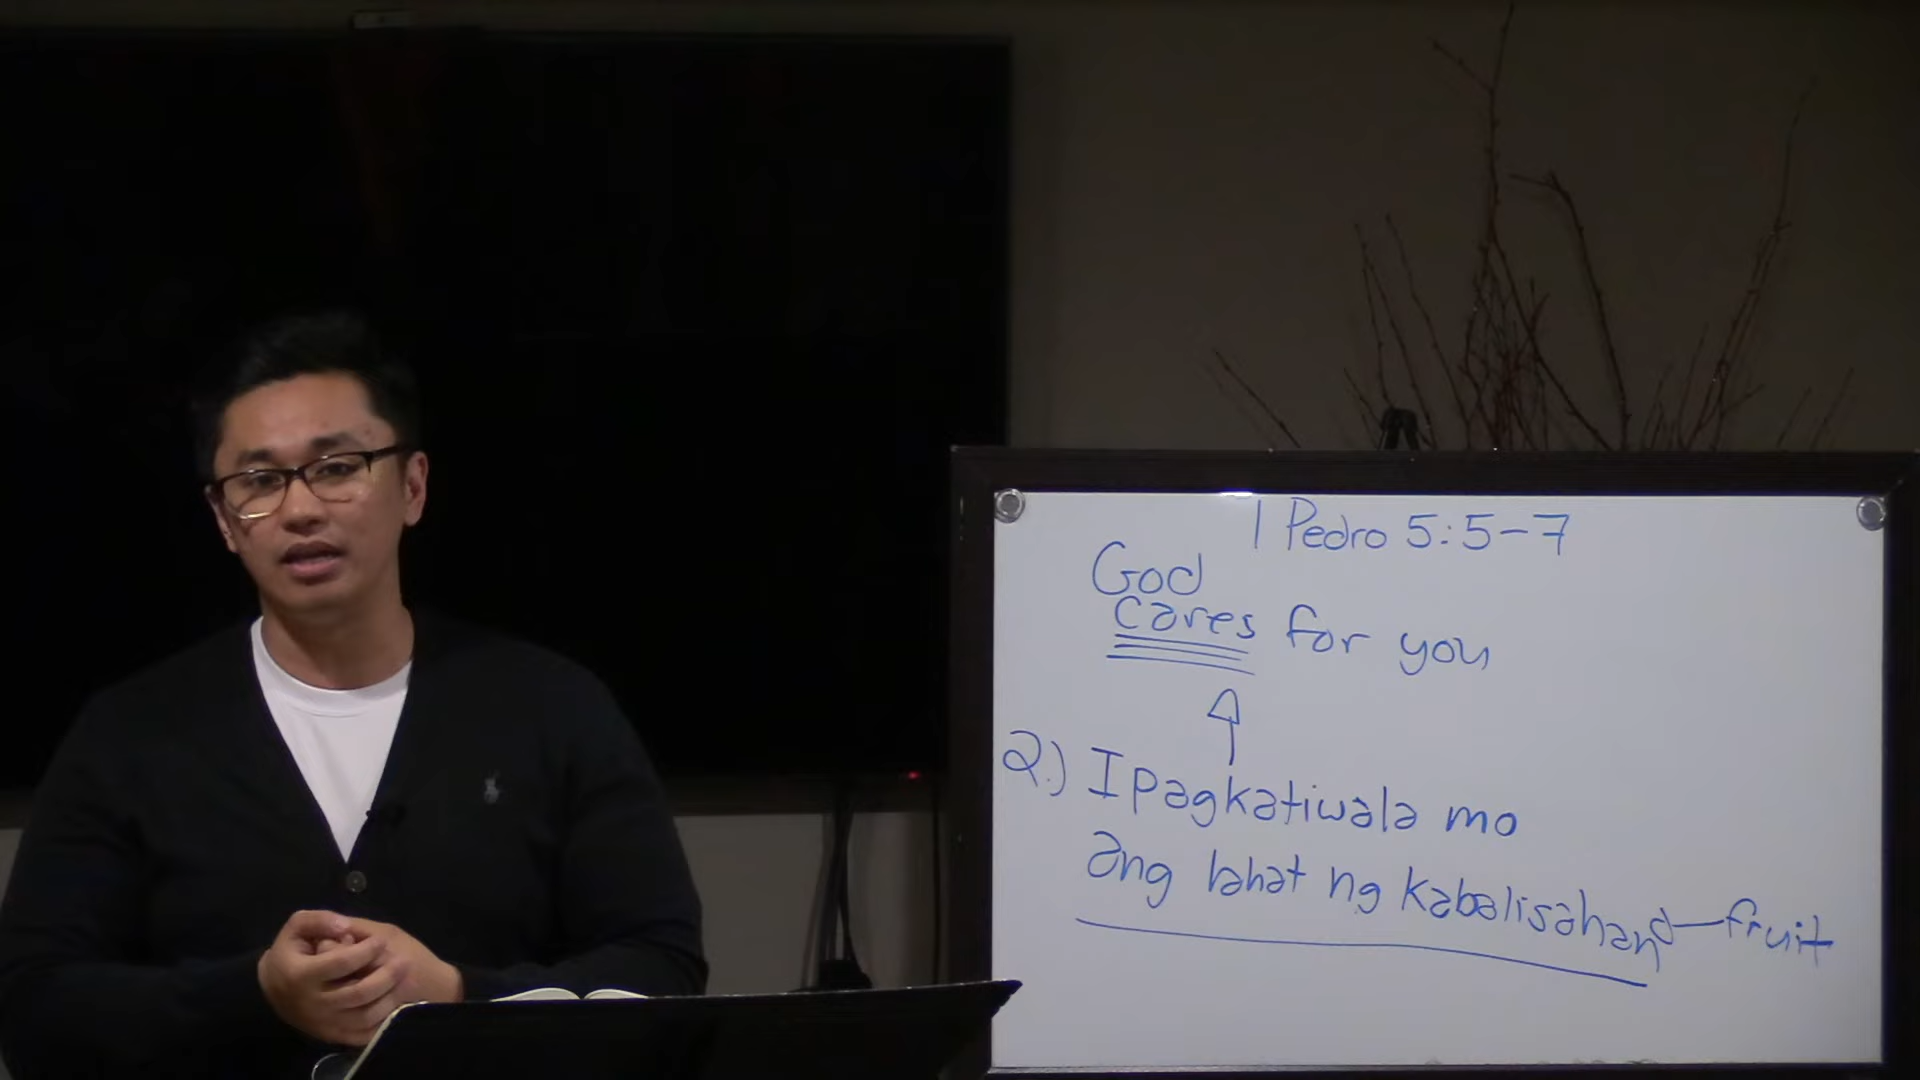 1 Pedro 5:5-7
God
cares for you
2.) Ipagkatiwala mo
ang lahat ng kabalisahan - fruit